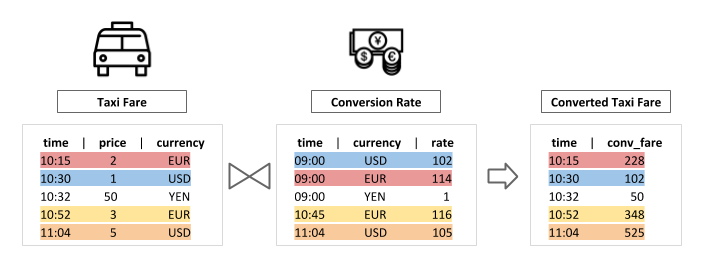 ¥
$ €
Taxi Fare
time | price | currency
10:15 2 EUR
10:30 1 USD
10:32 50 YEN
10:52 3 EUR
11:04 5 USD
Conversion Rate
time | currency | rate
09:00 USD 102
09:00 EUR 114
09:00 YEN 1
10:45 EUR 116
11:04 USD 105
Converted Taxi Fare
time | conv_fare
10:15 228
10:30 102
10:32 50
10:52 348
11:04 525